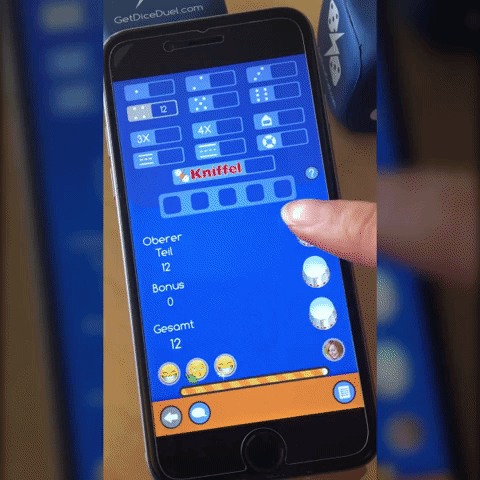 GetDiceDuel.com
12
3X
4X
Kniffel
?
Oberer
Teil
12
Bonus
0
Gesamt
12